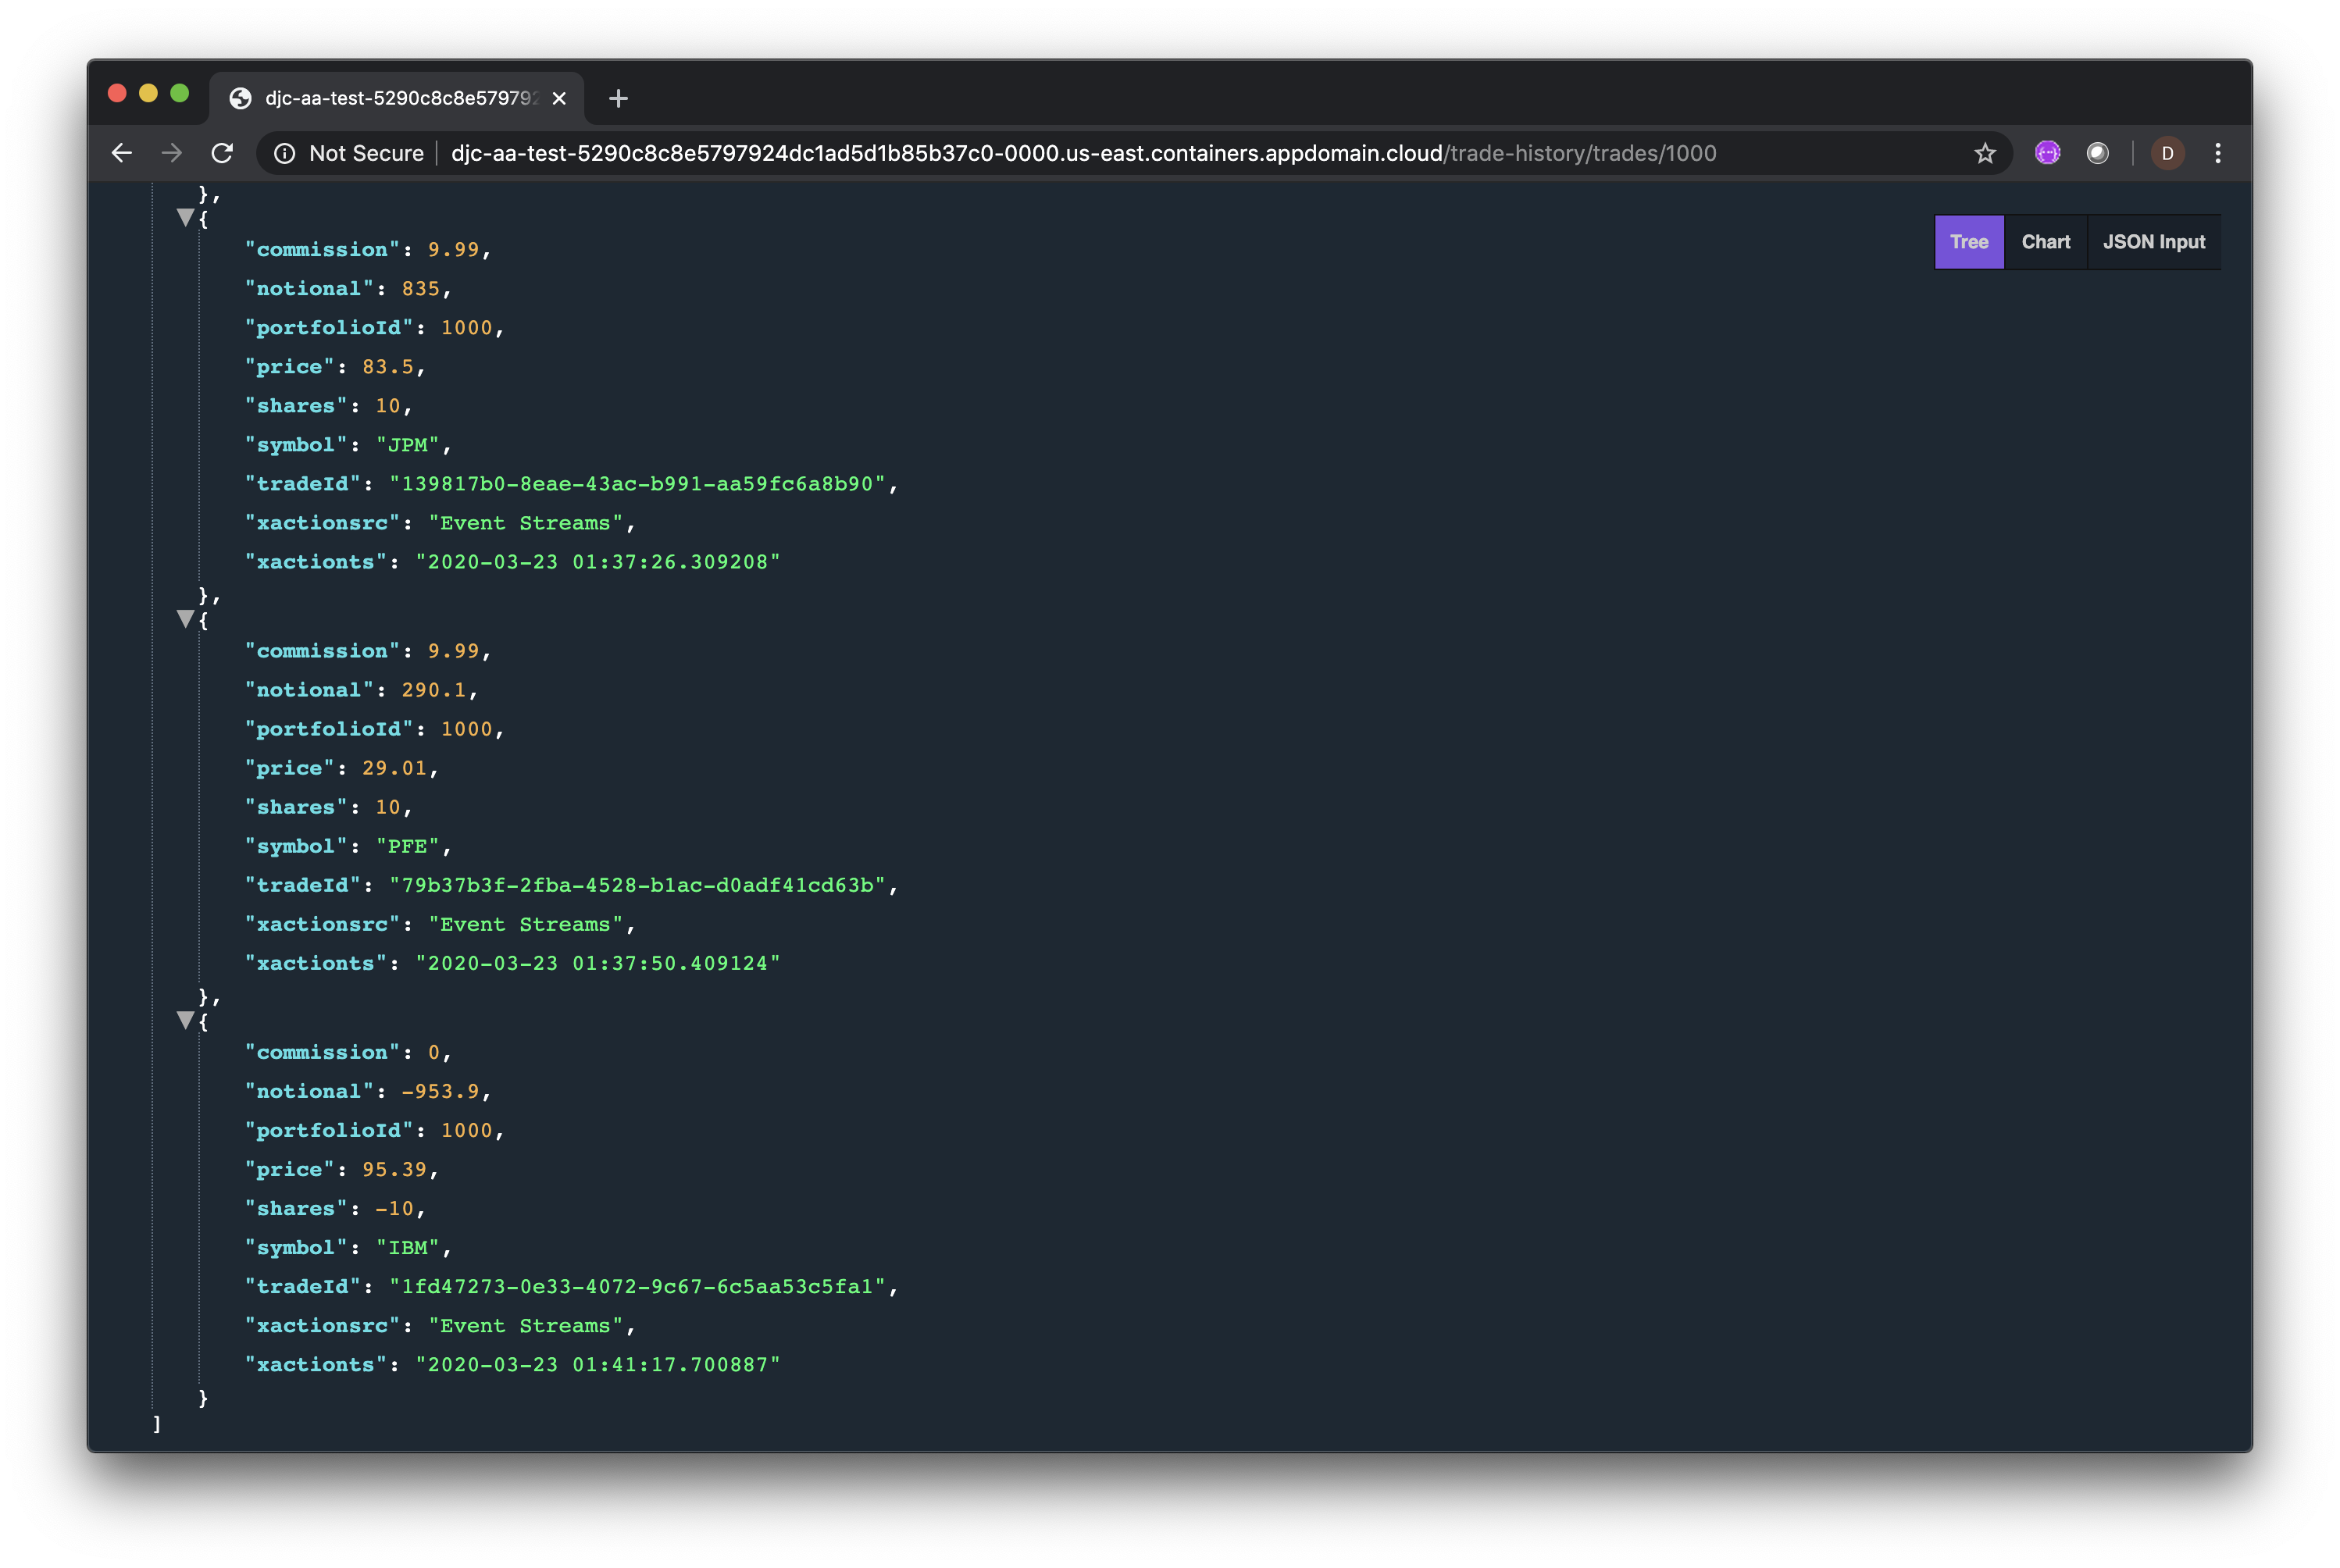 djc-aa-test-5290c8c8e579792
Not Secure | djc-aa-test-5290c8c8e5797924dc1ad5d1b85b37c0-0000.us-east.containers.appdomain.cloud/trade-history/trades/1000
D
Tree Chart JSON Input
},
{
"commission": 9.99,
"notional": 835,
"portfolioId": 1000,
"price": 83.5,
"shares": 10,
"symbol": "JPM",
"tradeId": "139817b0-8eae-43ac-b991-aa59fc6a8b90",
"xactionsrc": "Event Streams",
"xactionts": "2020-03-23 01:37:26.309208"
},
{
"commission": 9.99,
"notional": 290.1,
"portfolioId": 1000,
"price": 29.01,
"shares": 10,
"symbol": "PFE",
"tradeId": "79b37b3f-2fba-4528-b1ac-d0adf41cd63b",
"xactionsrc": "Event Streams",
"xactionts": "2020-03-23 01:37:50.409124"
},
{
"commission": 0,
"notional": -953.9,
"portfolioId": 1000,
"price": 95.39,
"shares": -10,
"symbol": "IBM",
"tradeId": "1fd47273-0e33-4072-9c67-6c5aa53c5fa1",
"xactionsrc": "Event Streams",
"xactionts": "2020-03-23 01:41:17.700887"
}
]